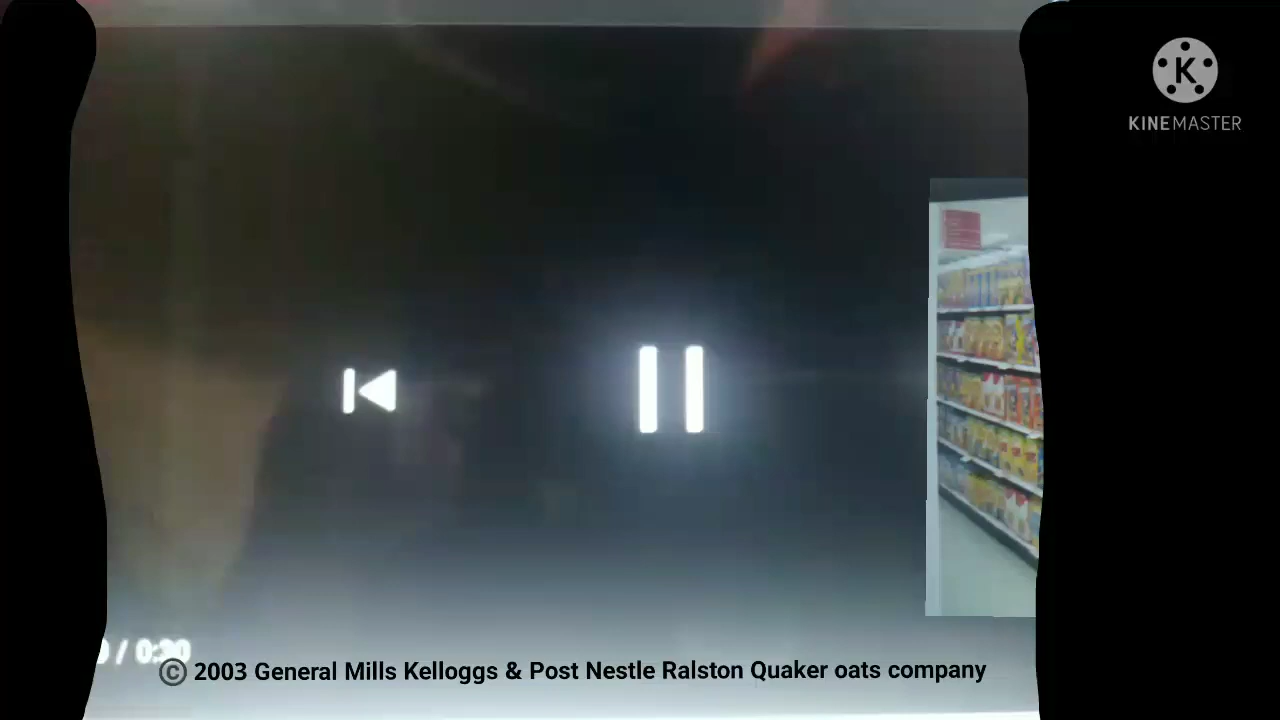 KINEMASTER
/ 0:30
© 2003 General Mills Kelloggs & Post Nestle Ralston Quaker oats company